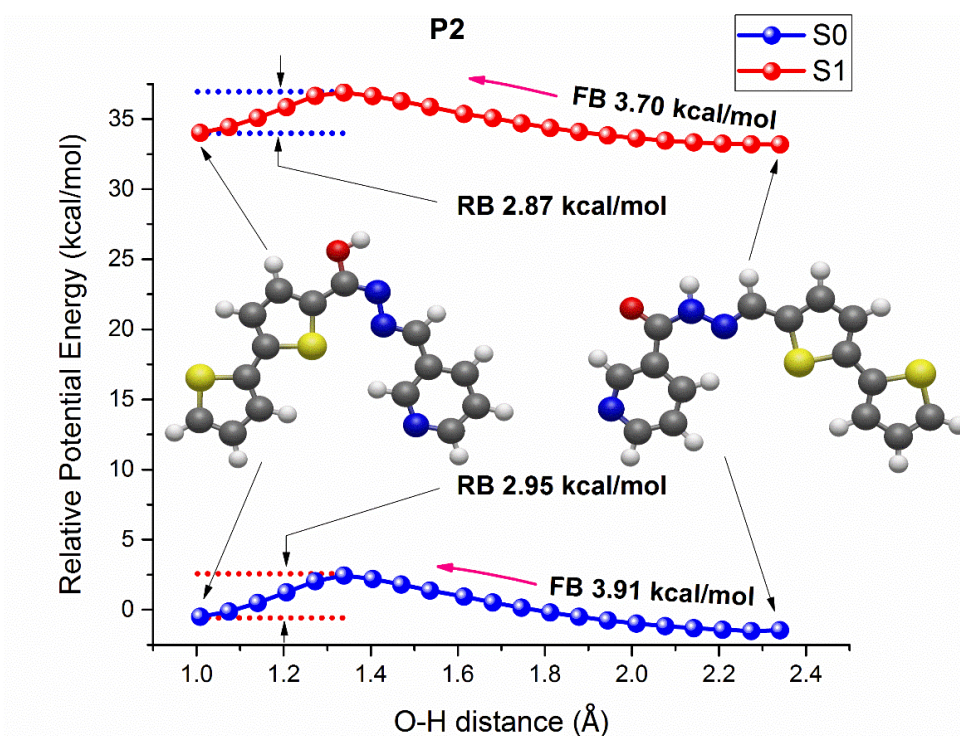 P2
S0
S1
FB 3.70 kcal/mol
RB 2.87 kcal/mol
RB 2.95 kcal/mol
FB 3.91 kcal/mol
Relative Potential Energy (kcal/mol)
35
30
25
20
15
10
5
0
1.0 1.2 1.4 1.6 1.8 2.0 2.2 2.4
O-H distance (Å)